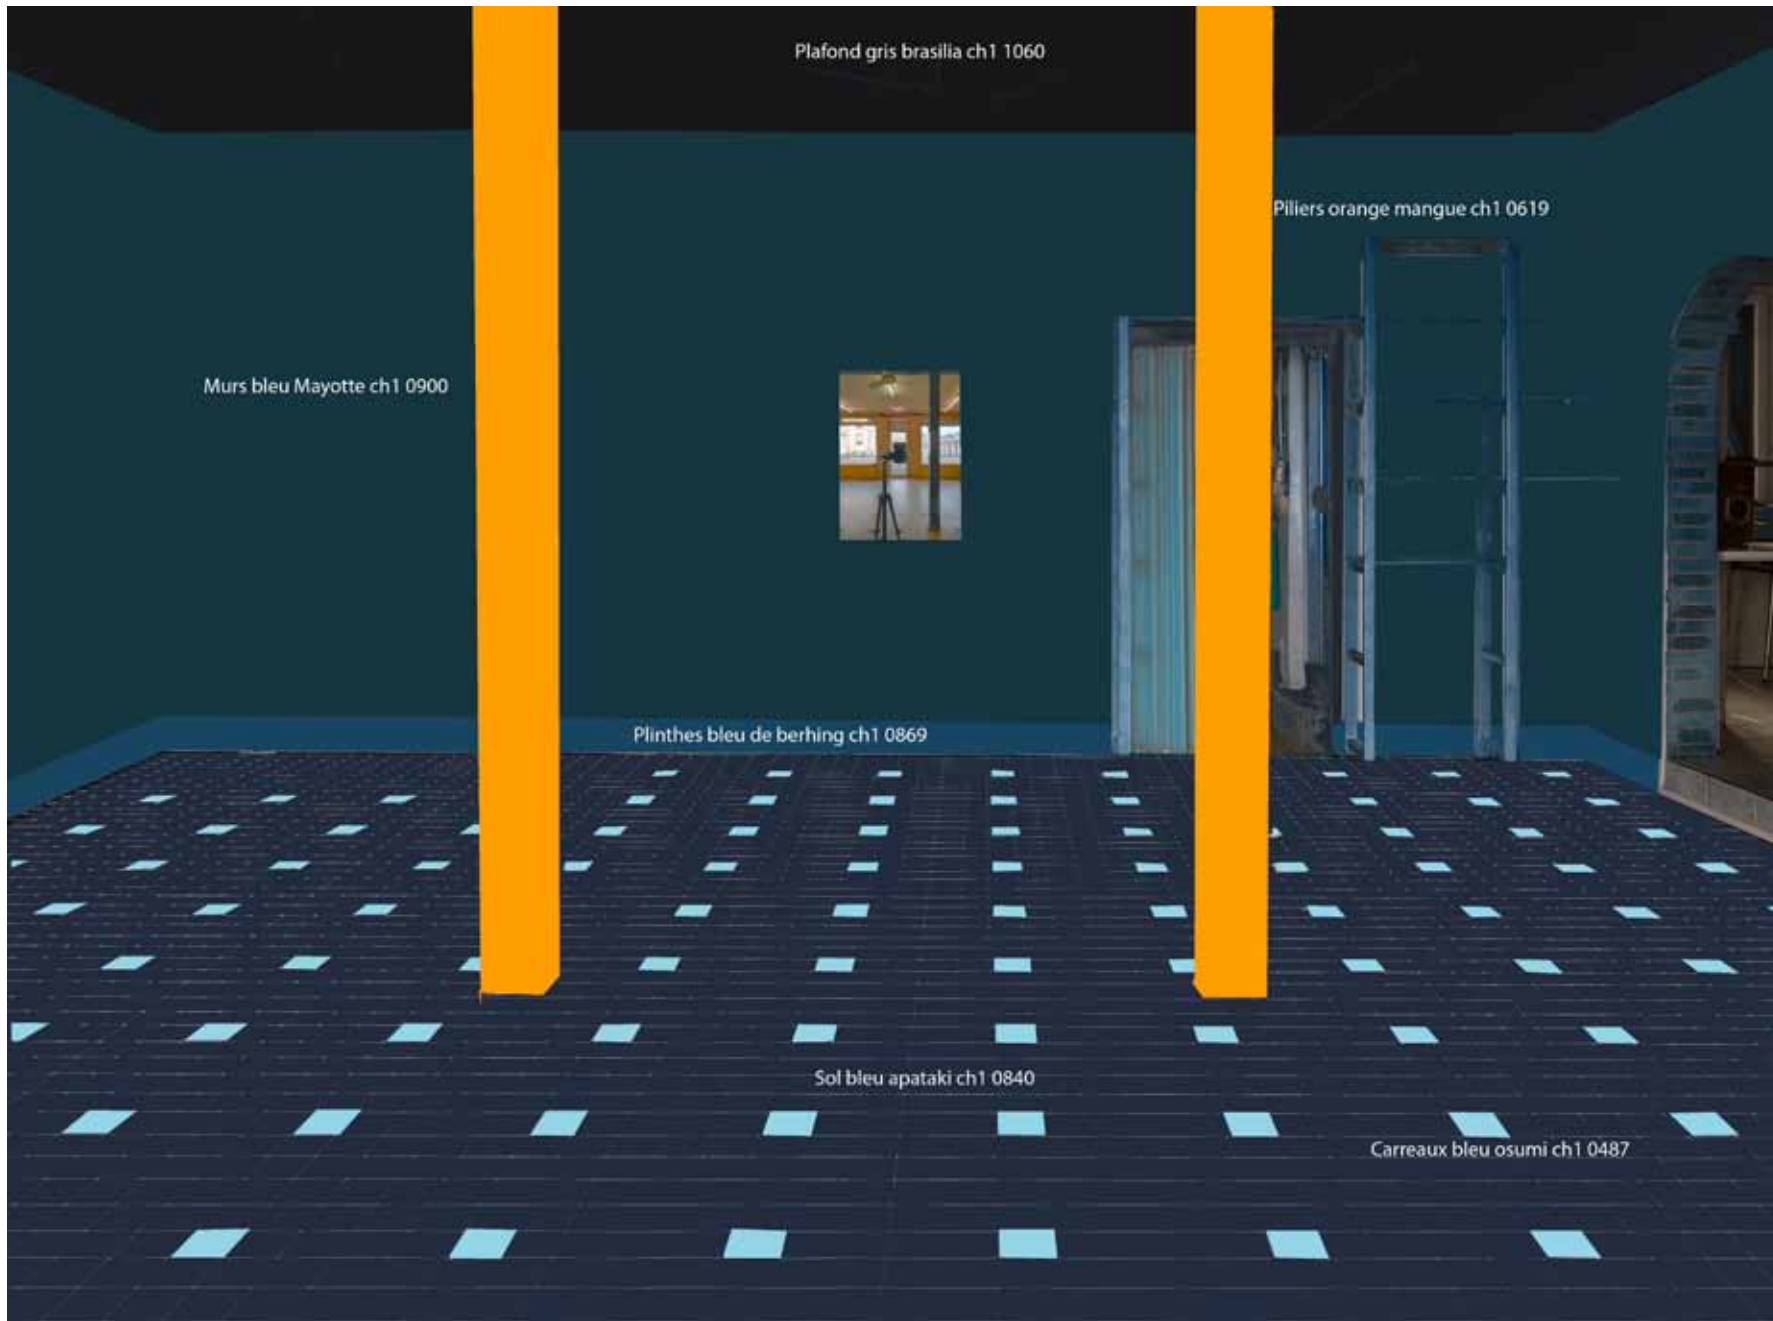 Plafond gris brasilia ch1 1060
Piliers orange mangue ch1 0619
Murs bleu Mayotte ch1 0900
Plinthes bleu de berhing ch1 0869
Sol bleu apataki ch1 0840
Carreaux bleu osumi ch1 0487